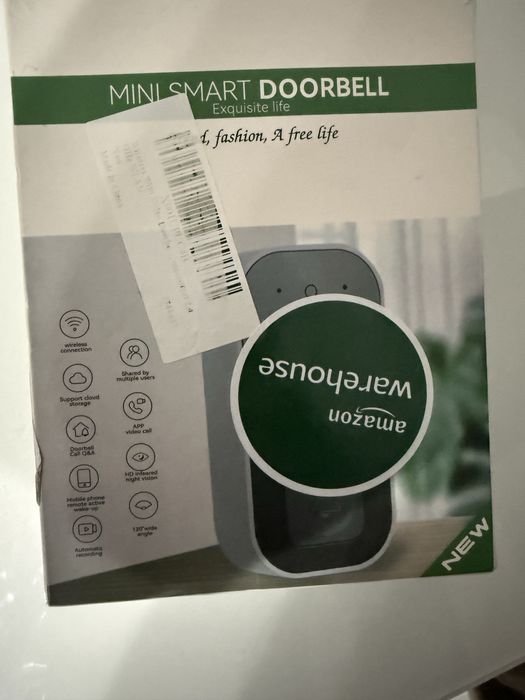 MINI SMART DOORBELL
Exquisite life
fashion, A free life
wireless
connection
Shared by
multiple users
Support cloud
storage
APP
video call
Doorbell
Call Q&A
HD infrared
night vision
Mobile phone
remote active
wake-up
120°wide
angle
Automatic
recording
amazon
warehouse
NEW